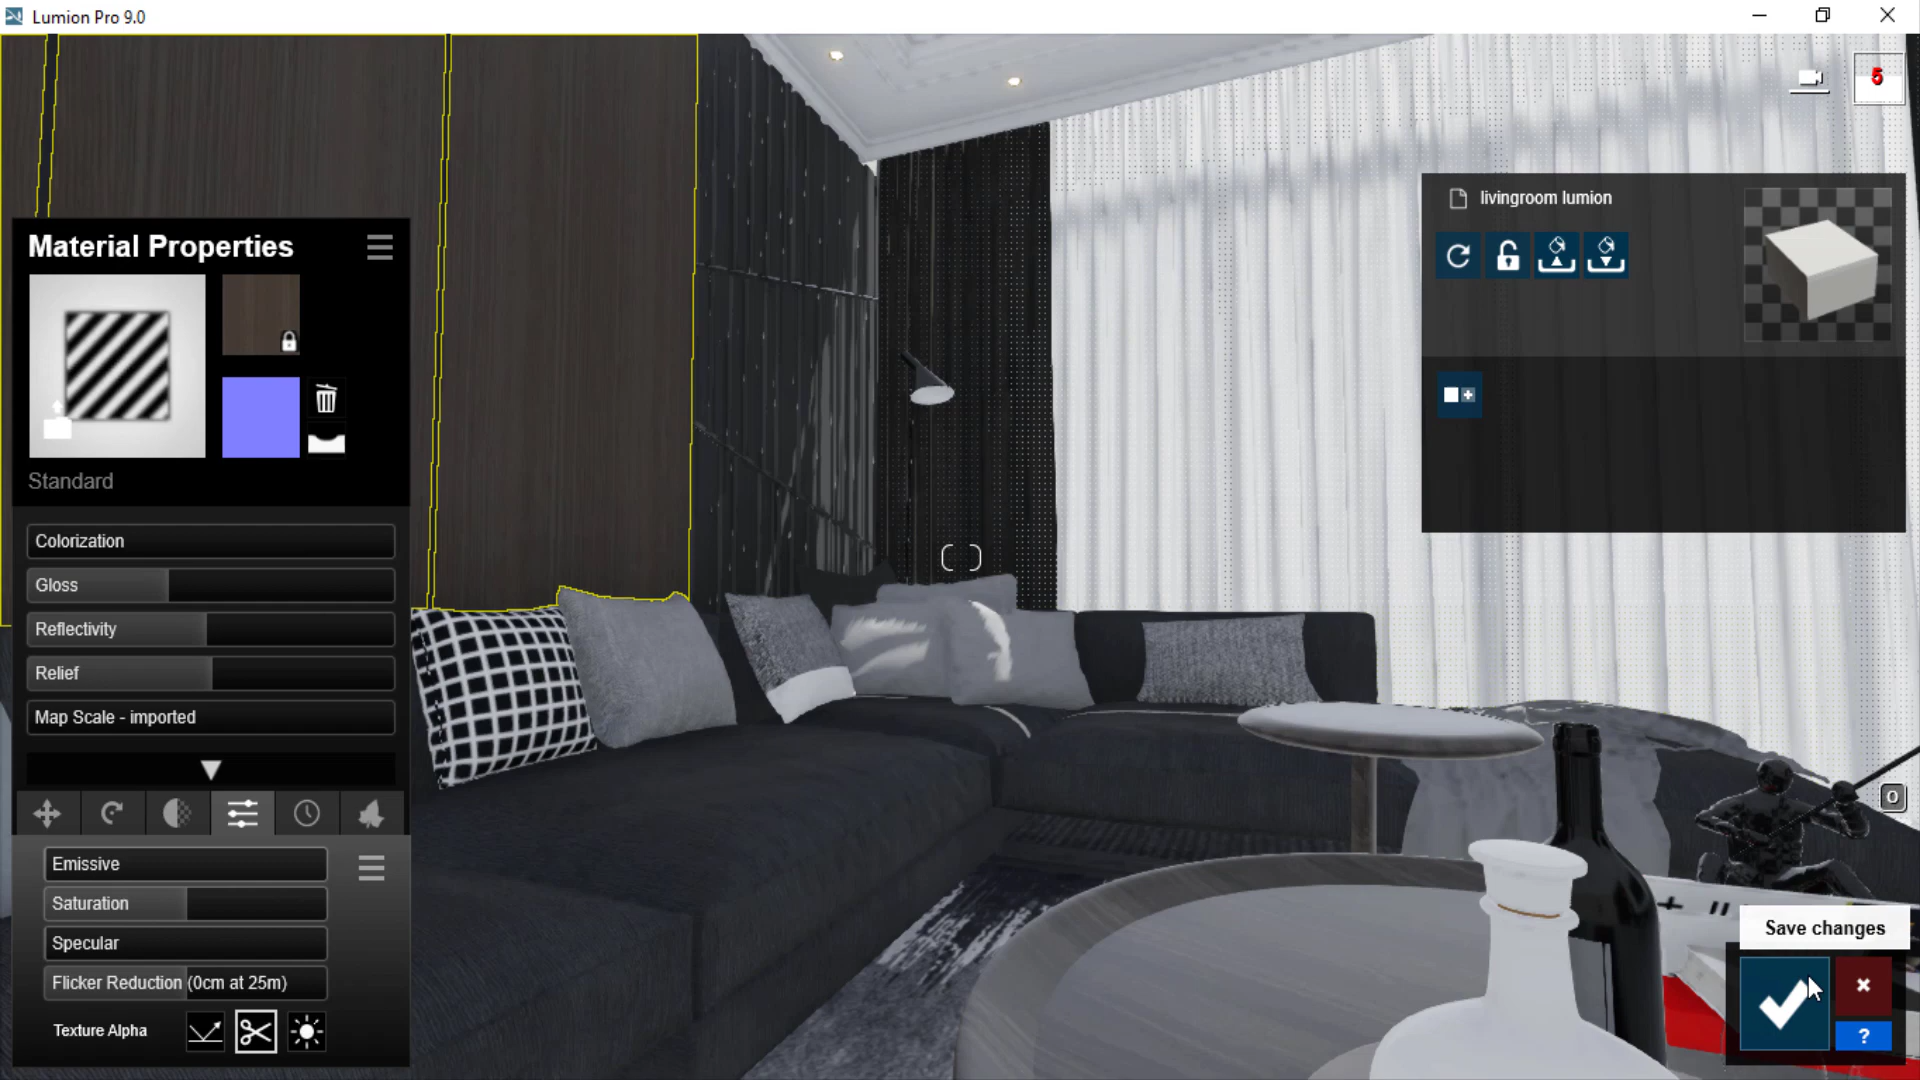 Lumion Pro 9.0
5
livingroom lumion
Material Properties
Standard
Colorization
Gloss
Reflectivity
Relief
Map Scale - imported
Emissive
Saturation
Specular
Flicker Reduction (0cm at 25m)
Texture Alpha
O
Save changes
?